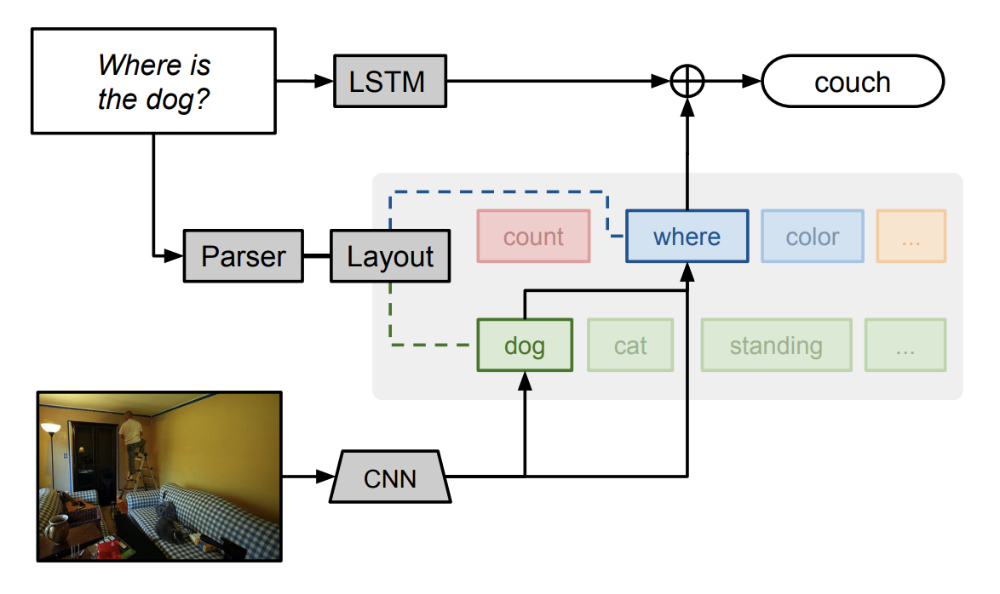 Where is
the dog?
LSTM
couch
Parser
Layout
count
where
color
...
dog
cat
standing
...
CNN